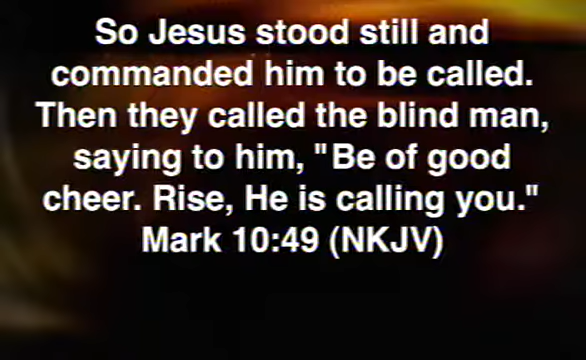 So Jesus stood still and
commanded him to be called.
Then they called the blind man,
saying to him, "Be of good
cheer. Rise, He is calling you."
Mark 10:49 (NKJV)